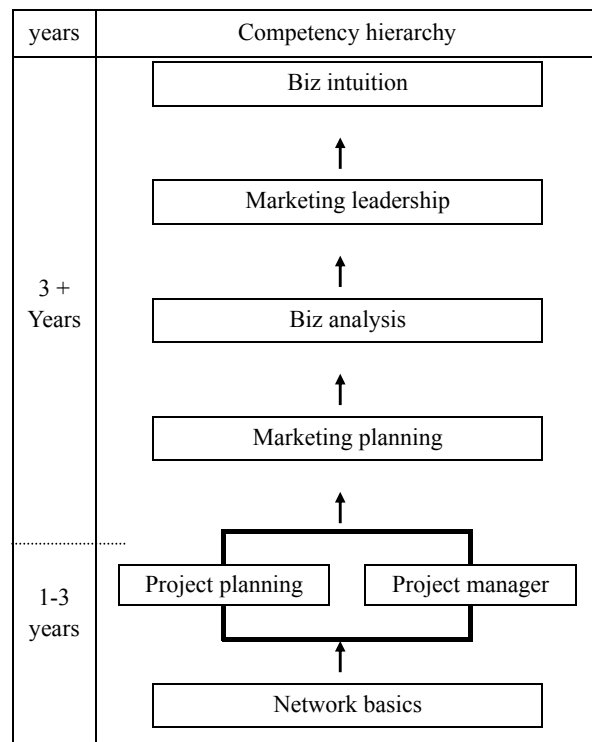 years
Competency hierarchy
Biz intuition
Marketing leadership
3 +
Years
Biz analysis
Marketing planning
Project planning
Project manager
1-3
years
Network basics